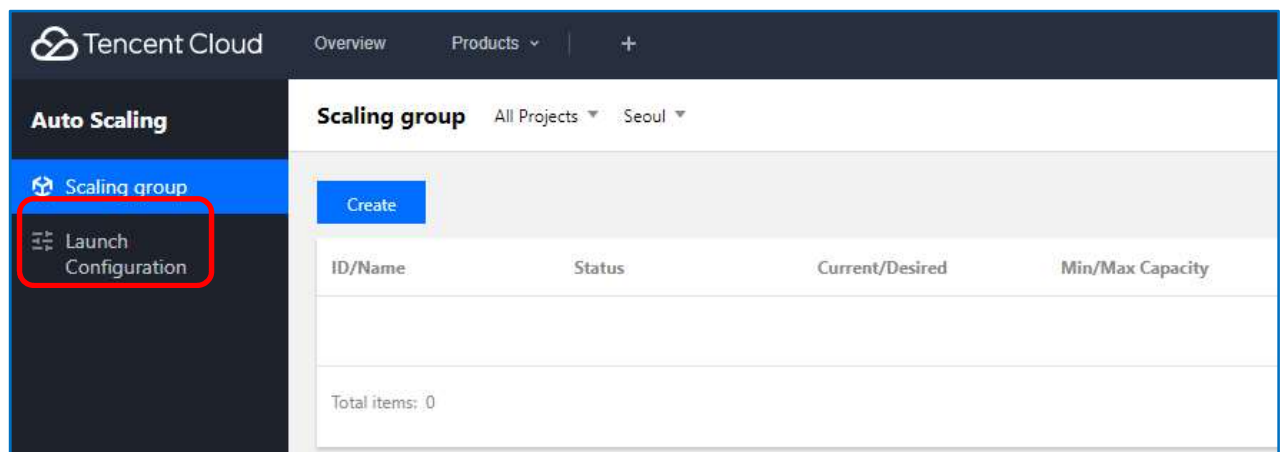 Tencent Cloud Overview Products +
Auto Scaling
Scaling group All Projects Seoul
Scaling group
Create
Launch
Configuration
ID/Name Status Current/Desired Min/Max Capacity
Total items: 0